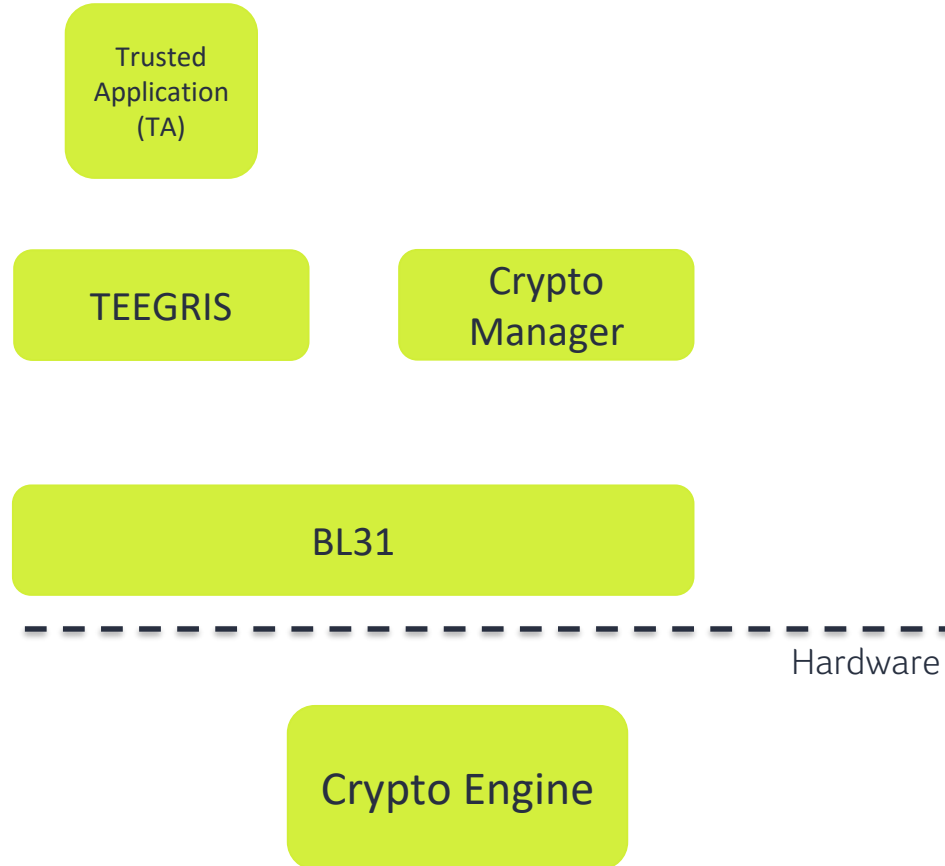 Trusted
Application
(TA)
TEEGRIS
Crypto
Manager
BL31
Hardware
Crypto Engine